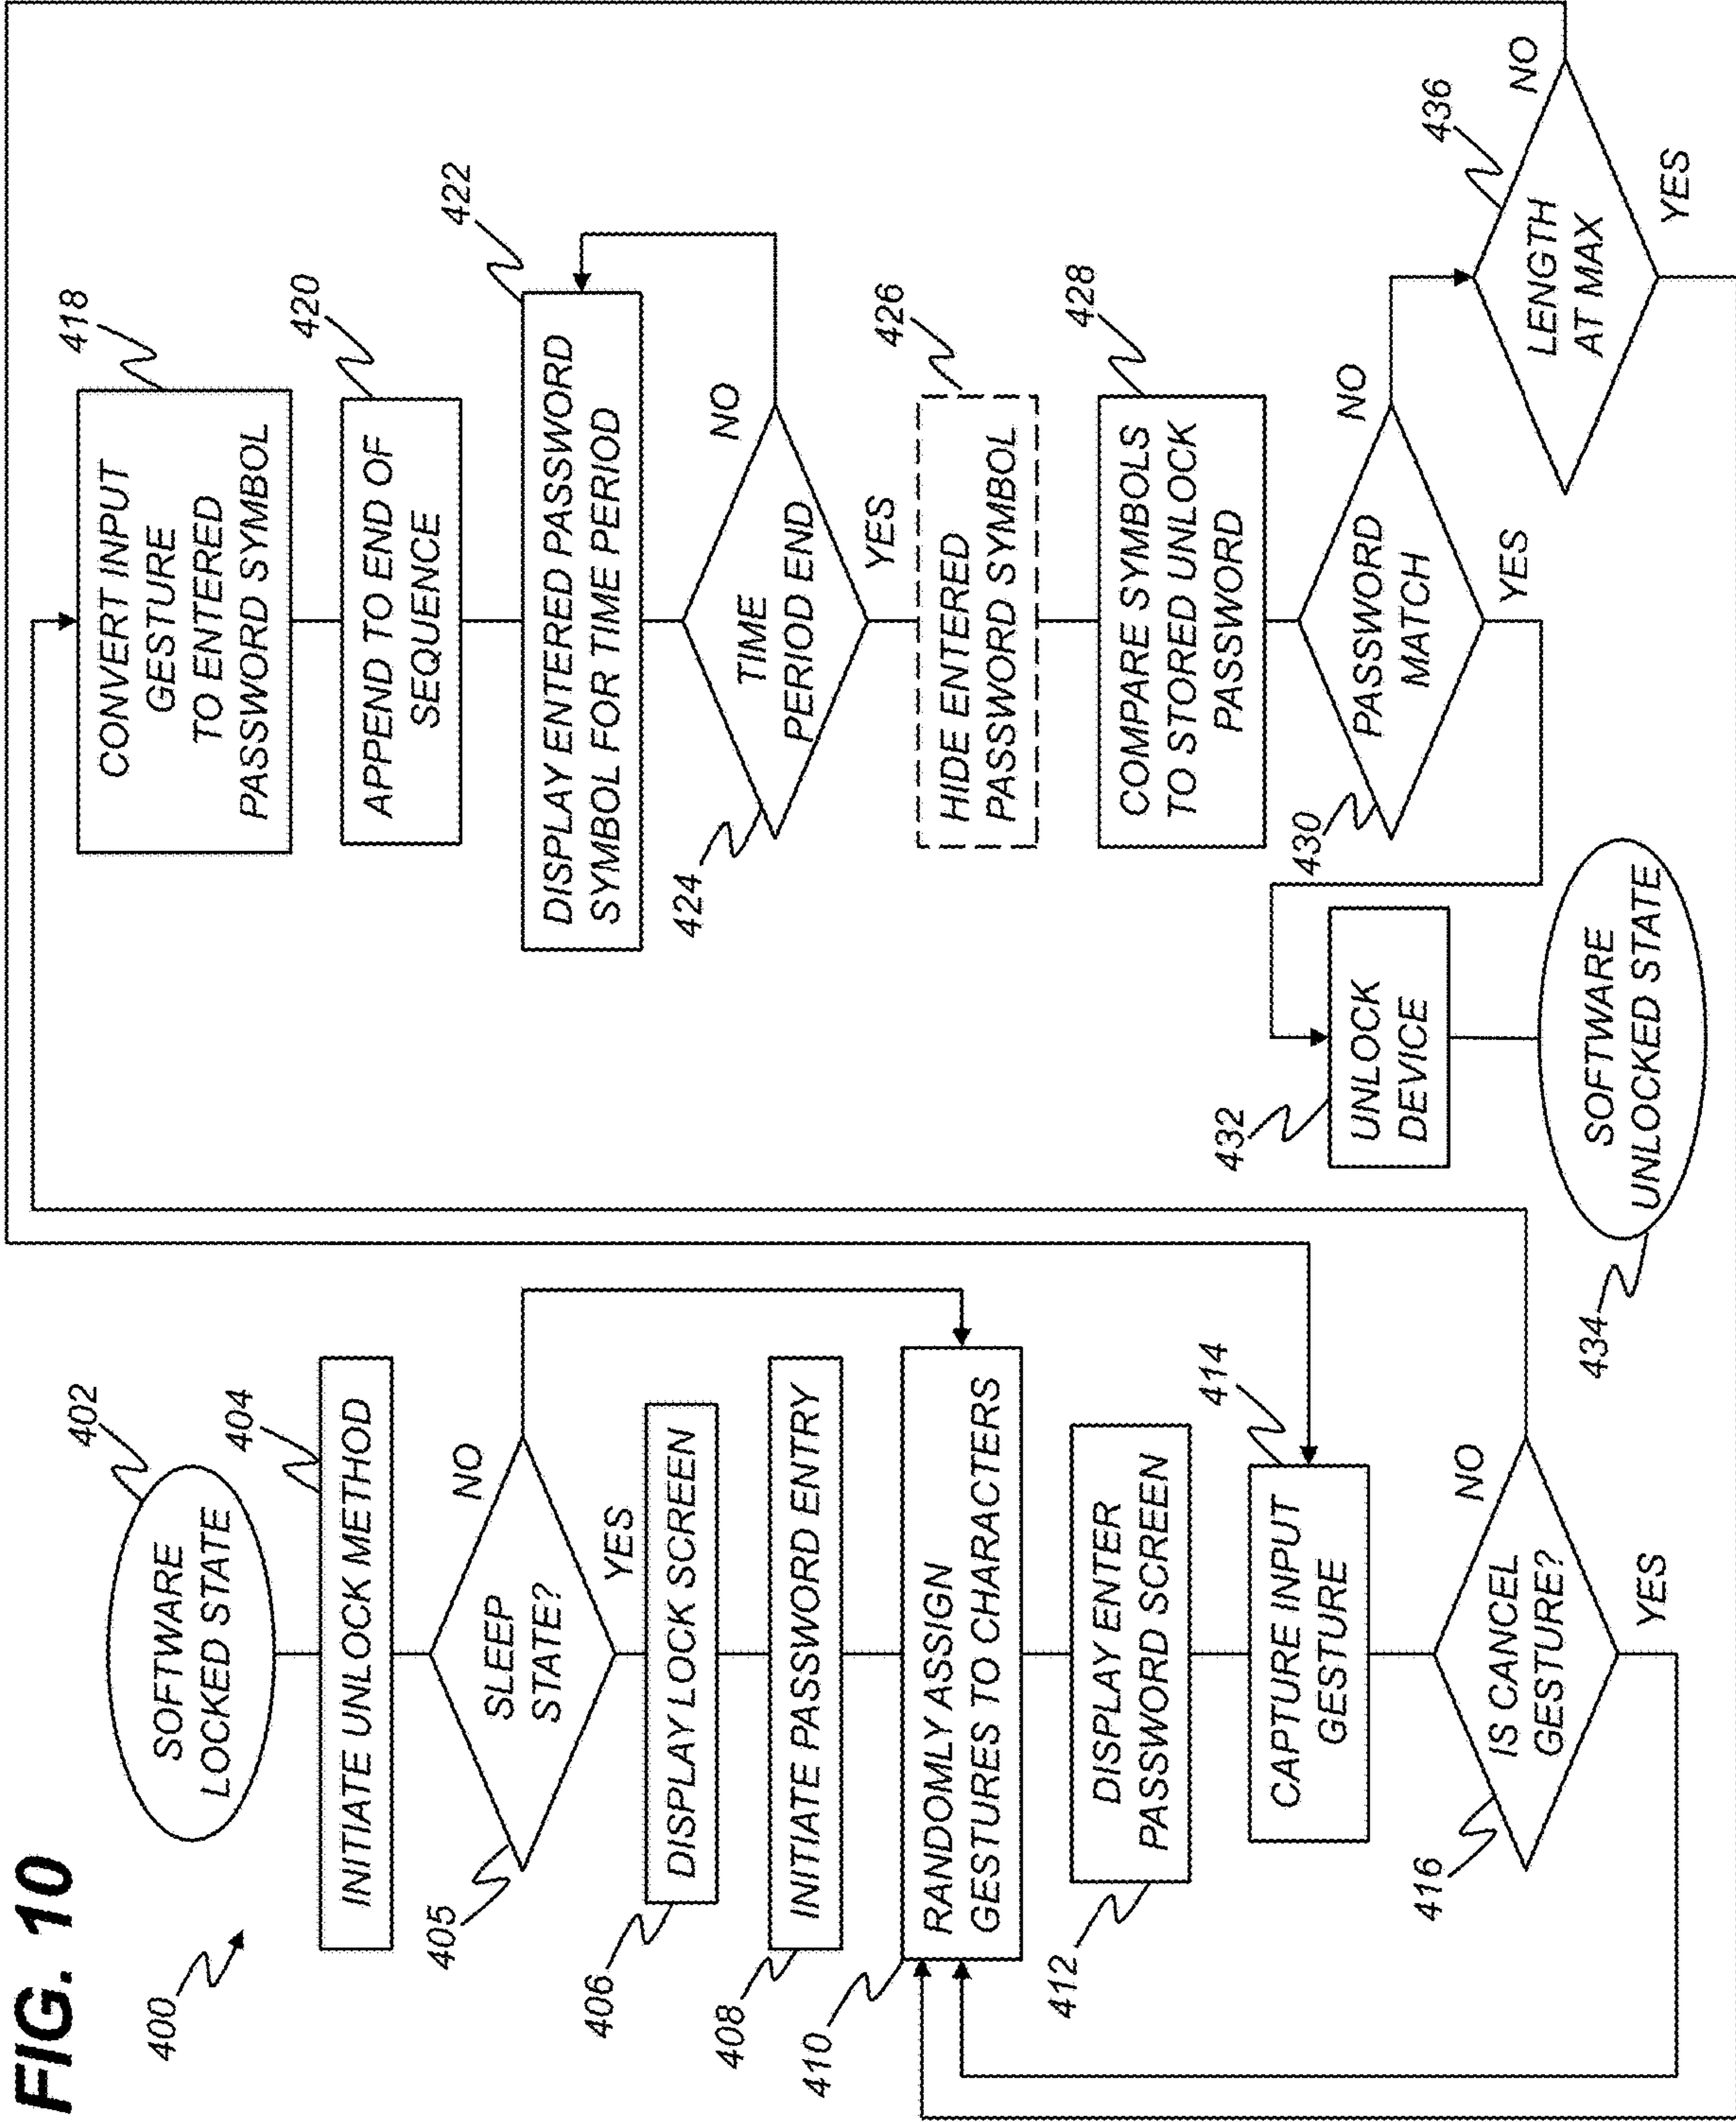 FIG. 10
400
402
SOFTWARE
LOCKED STATE
404
INITIATE UNLOCK METHOD
405
SLEEP
STATE?
NO
YES
406
DISPLAY LOCK SCREEN
408
INITIATE PASSWORD ENTRY
410
RANDOMLY ASSIGN
GESTURES TO CHARACTERS
412
DISPLAY ENTER
PASSWORD SCREEN
414
CAPTURE INPUT
GESTURE
416
IS CANCEL
GESTURE?
NO
YES
418
CONVERT INPUT
GESTURE
TO ENTERED
PASSWORD SYMBOL
420
APPEND TO END OF
SEQUENCE
422
DISPLAY ENTERED PASSWORD
SYMBOL FOR TIME PERIOD
424
TIME
PERIOD END
NO
YES
426
HIDE ENTERED
PASSWORD SYMBOL
428
COMPARE SYMBOLS
TO STORED UNLOCK
PASSWORD
430
PASSWORD
MATCH
NO
YES
432
UNLOCK
DEVICE
434
SOFTWARE
UNLOCKED STATE
436
LENGTH
AT MAX
NO
YES